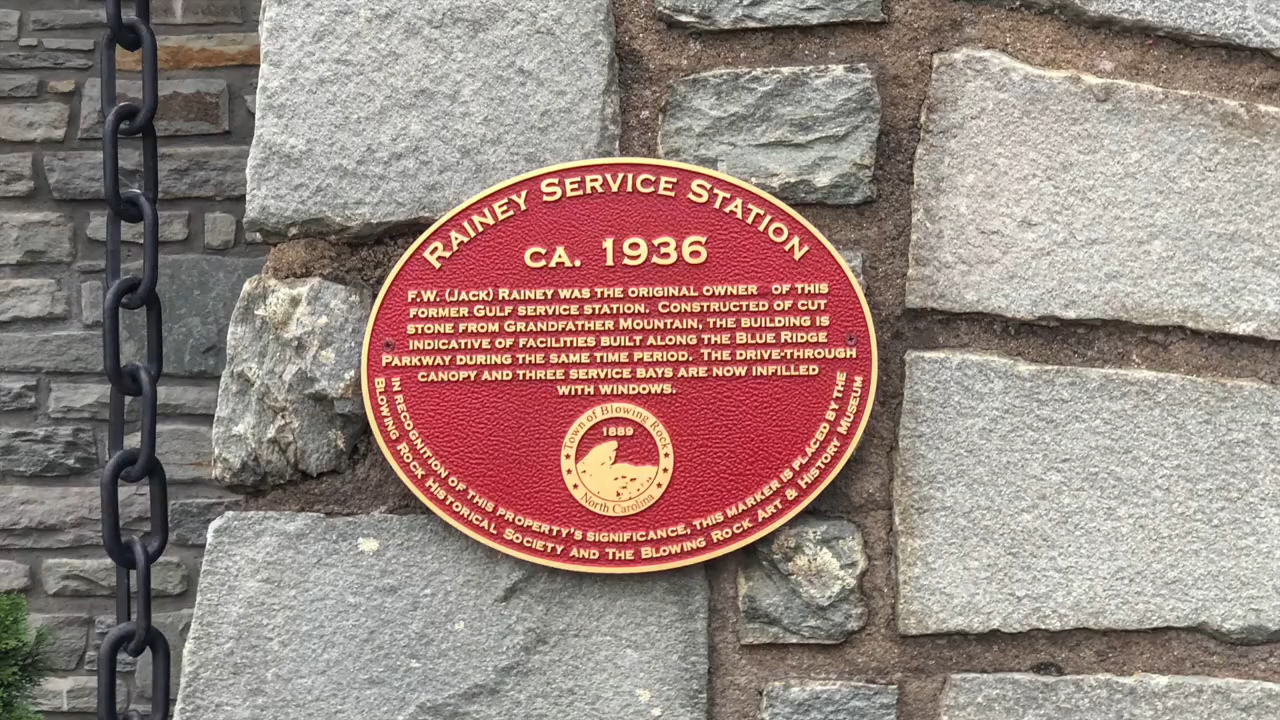 RAINEY SERVICE STATION
CA. 1936
F.W. (JACK) RAINEY WAS THE ORIGINAL OWNER OF THIS
FORMER GULF SERVICE STATION. CONSTRUCTED OF CUT
STONE FROM GRANDFATHER MOUNTAIN, THE BUILDING IS
INDICATIVE OF FACILITIES BUILT ALONG THE BLUE RIDGE
PARKWAY DURING THE SAME TIME PERIOD. THE DRIVE-THROUGH
CANOPY AND THREE SERVICE BAYS ARE NOW INFILLED
WITH WINDOWS.
Town of Blowing Rock
1889
North Carolina
IN RECOGNITION OF THIS PROPERTY'S SIGNIFICANCE, THIS MARKER IS PLACED BY THE
BLOWING ROCK HISTORICAL SOCIETY AND THE BLOWING ROCK ART & HISTORY MUSEUM